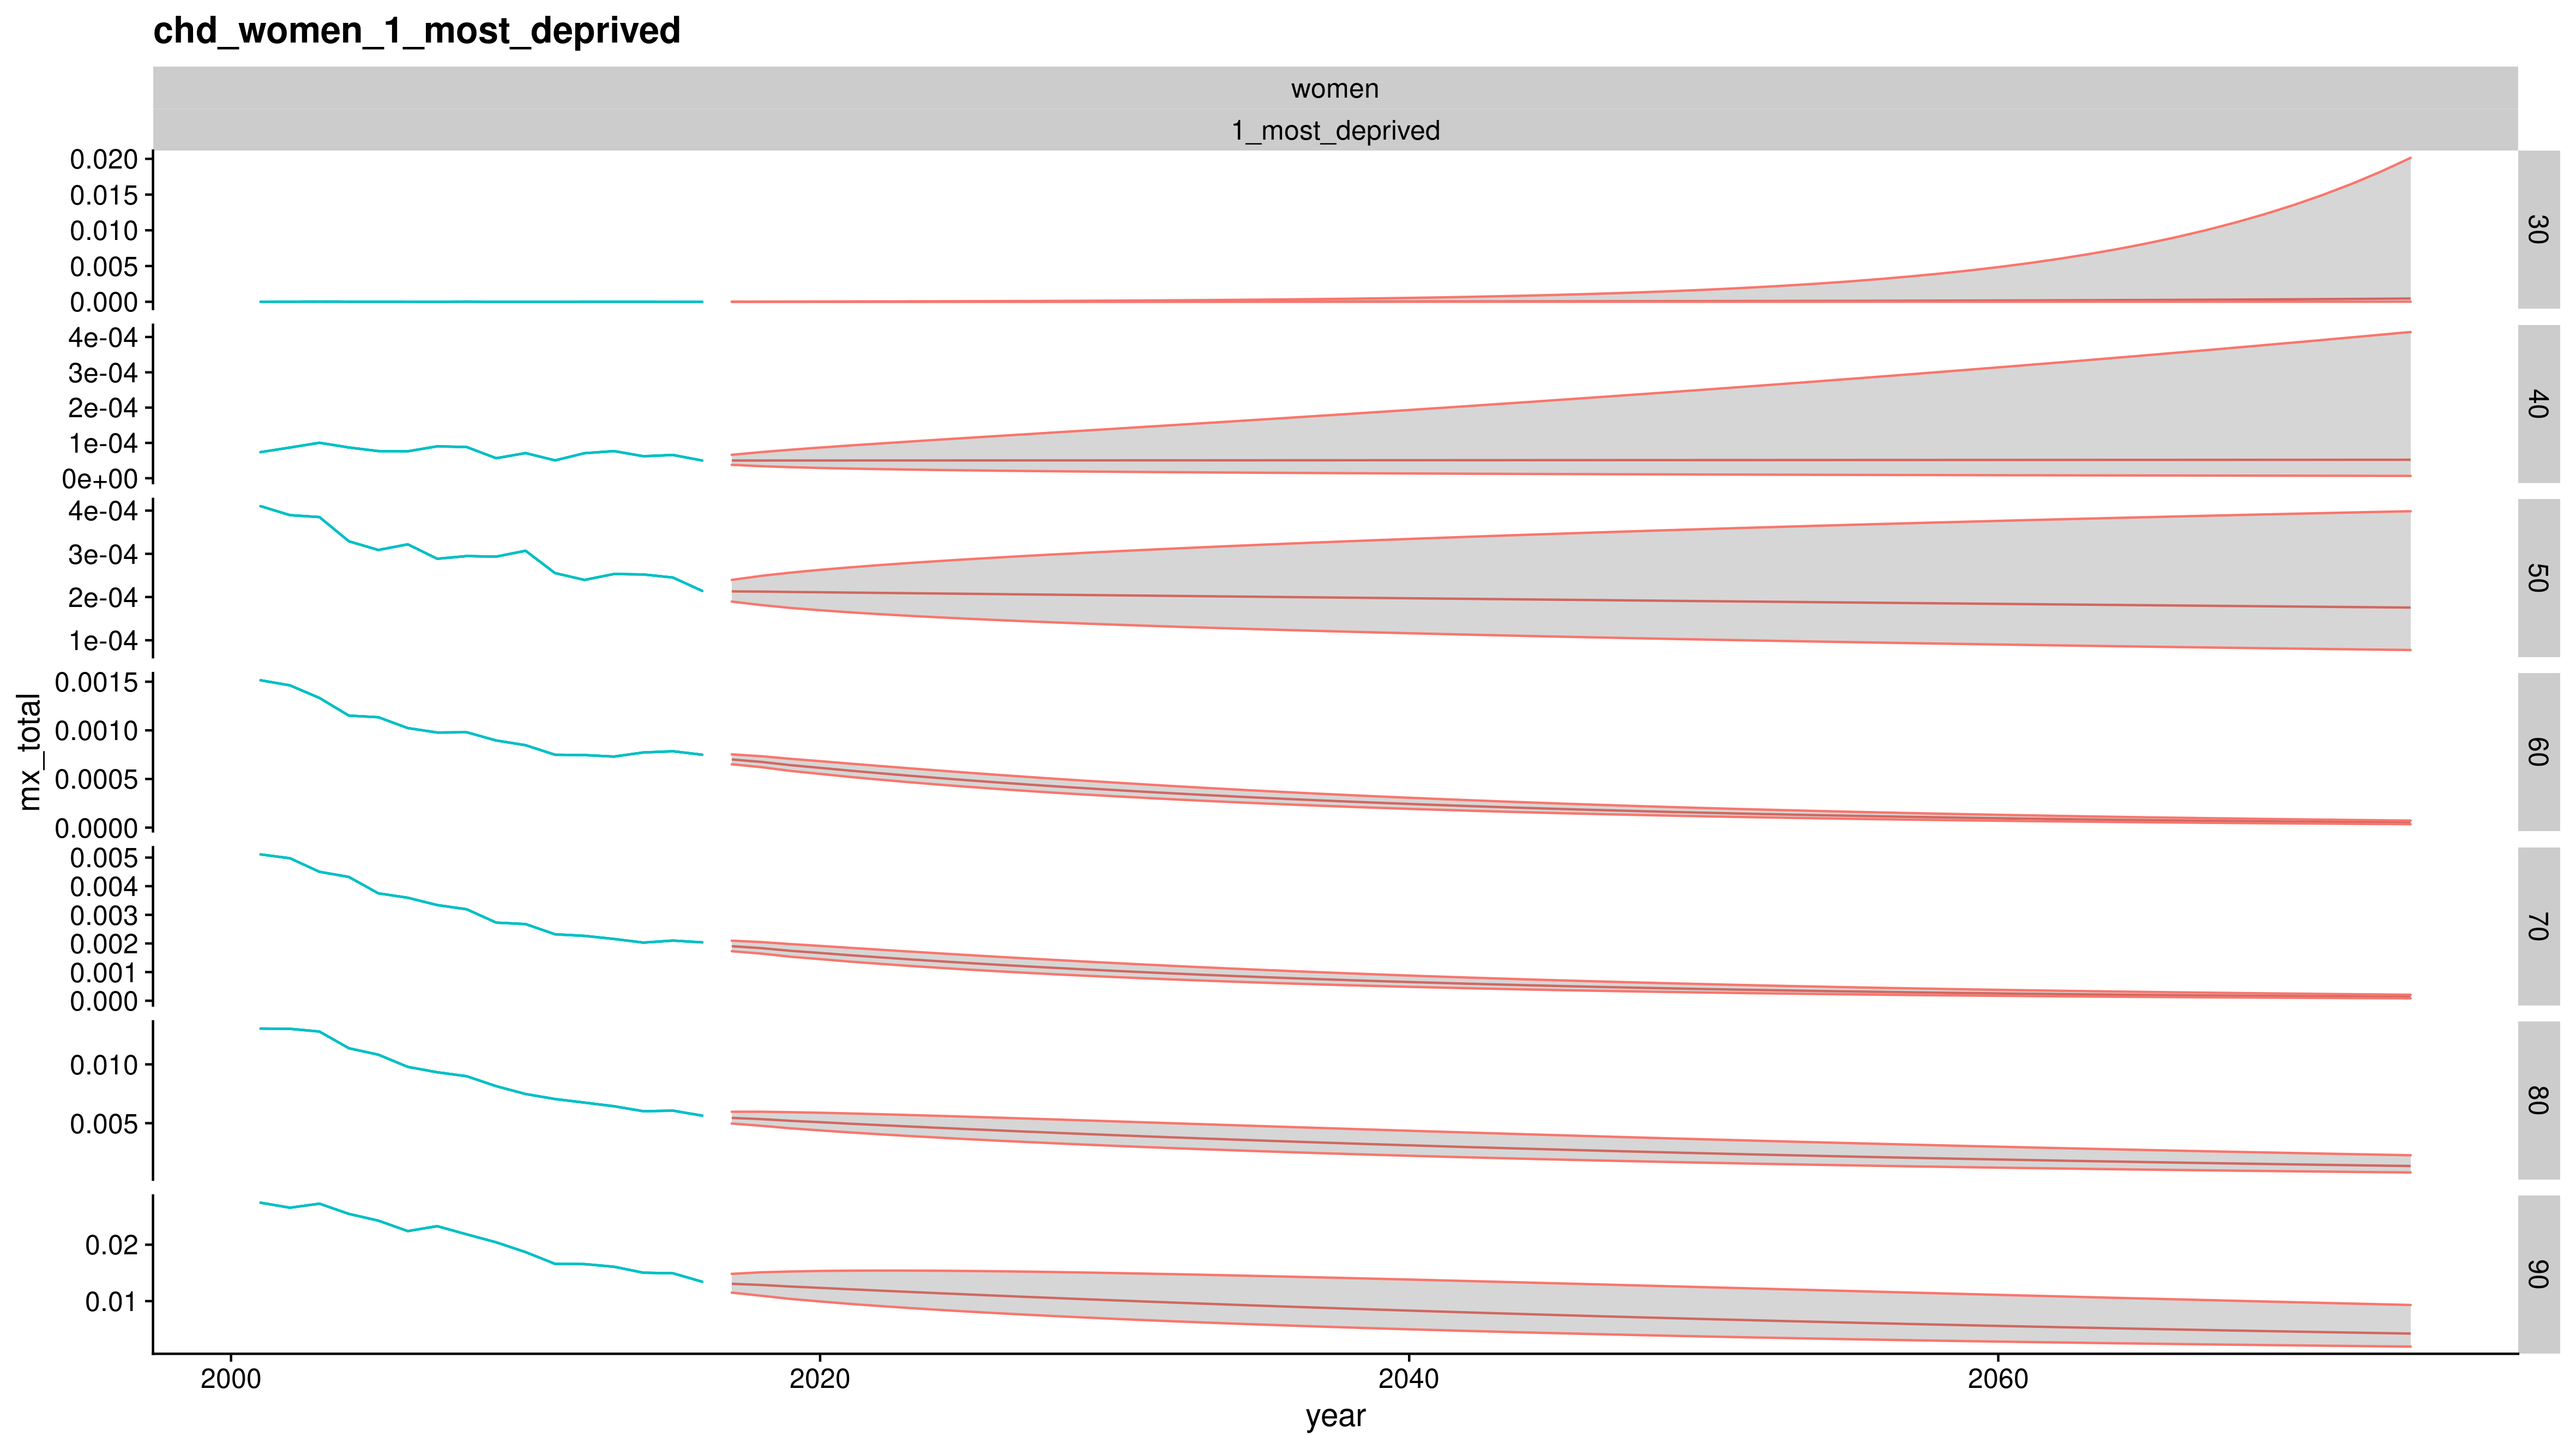 chd_women_1_most_deprived
women
1_most_deprived
0.020
0.015
0.010
0.005
0.000
30
4e-04
3e-04
2e-04
1e-04
0e+00
40
4e-04
3e-04
2e-04
1e-04
50
0.0015
0.0010
0.0005
0.0000
60
mx_total
0.005
0.004
0.003
0.002
0.001
0.000
70
0.010
0.005
80
0.02
0.01
90
2000 2020 2040 2060
year